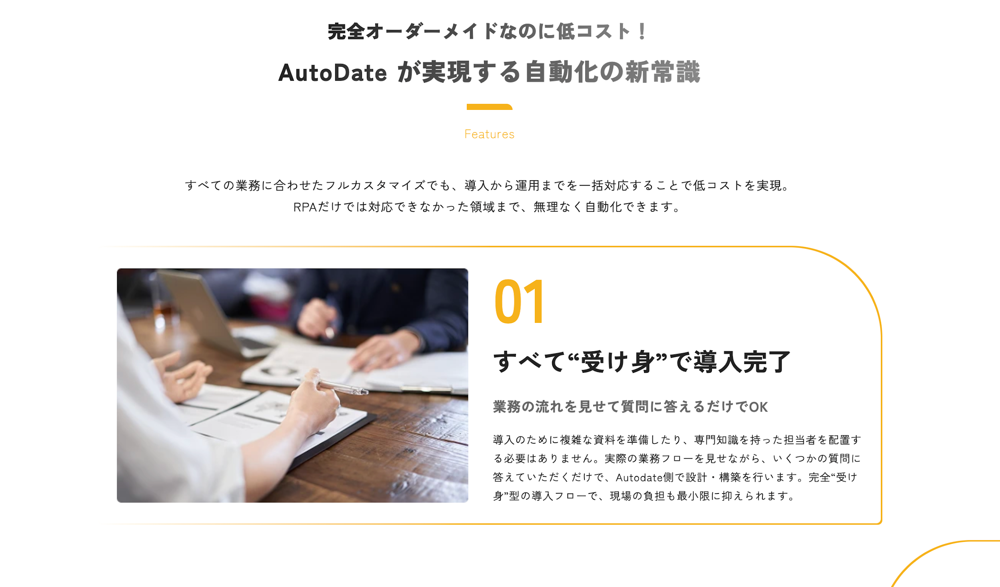 完全オーダーメイドなのに低コスト！
AutoDate が実現する自動化の新常識
Features
すべての業務に合わせたフルカスタマイズでも、導入から運用までを一括対応することで低コストを実現。
RPAだけでは対応できなかった領域まで、無理なく自動化できます。
01
すべて“受け身”で導入完了
業務の流れを見せて質問に答えるだけでOK
導入のために複雑な資料を準備したり、専門知識を持った担当者を配置す
る必要はありません。実際の業務フローを見せながら、いくつかの質問に
答えていただくだけで、Autodate側で設計・構築を行います。完全“受け
身”型の導入フローで、現場の負担も最小限に抑えられます。